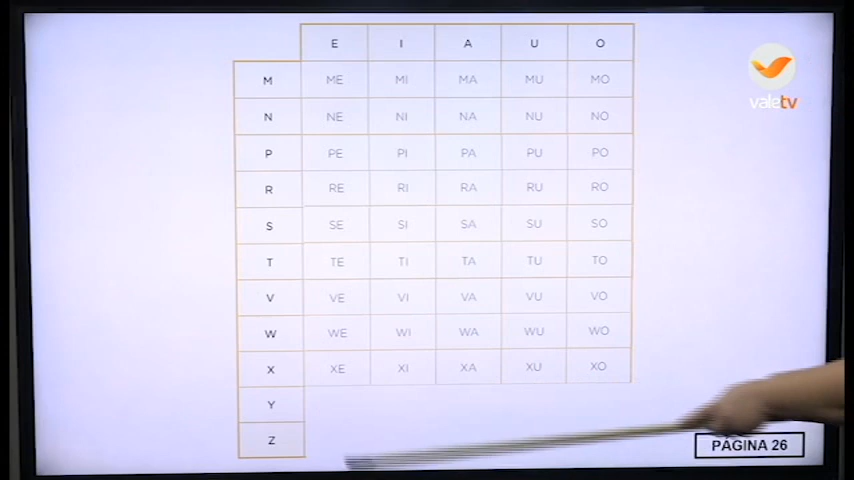 E I A U O
M ME MI MA MU MO
N NE NI NA NU NO
P PE PI PA PU PO
R RE RI RA RU RO
S SE SI SA SU SO
T TE TI TA TU TO
V VE VI VA VU VO
W WE WI WA WU WO
X XE XI XA XU XO
Y
Z
valetv
PÁGINA 26